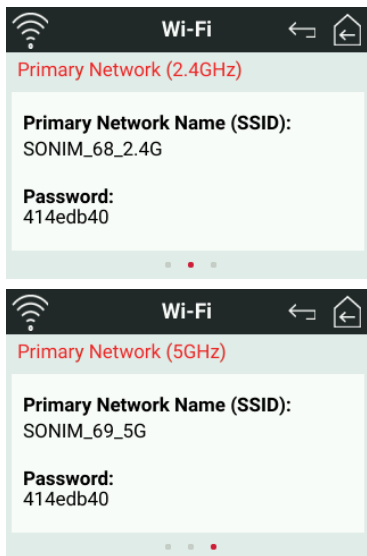 Wi-Fi
Primary Network (2.4GHz)
Primary Network Name (SSID):
SONIM_68_2.4G
Password:
414edb40
Wi-Fi
Primary Network (5GHz)
Primary Network Name (SSID):
SONIM_69_5G
Password:
414edb40